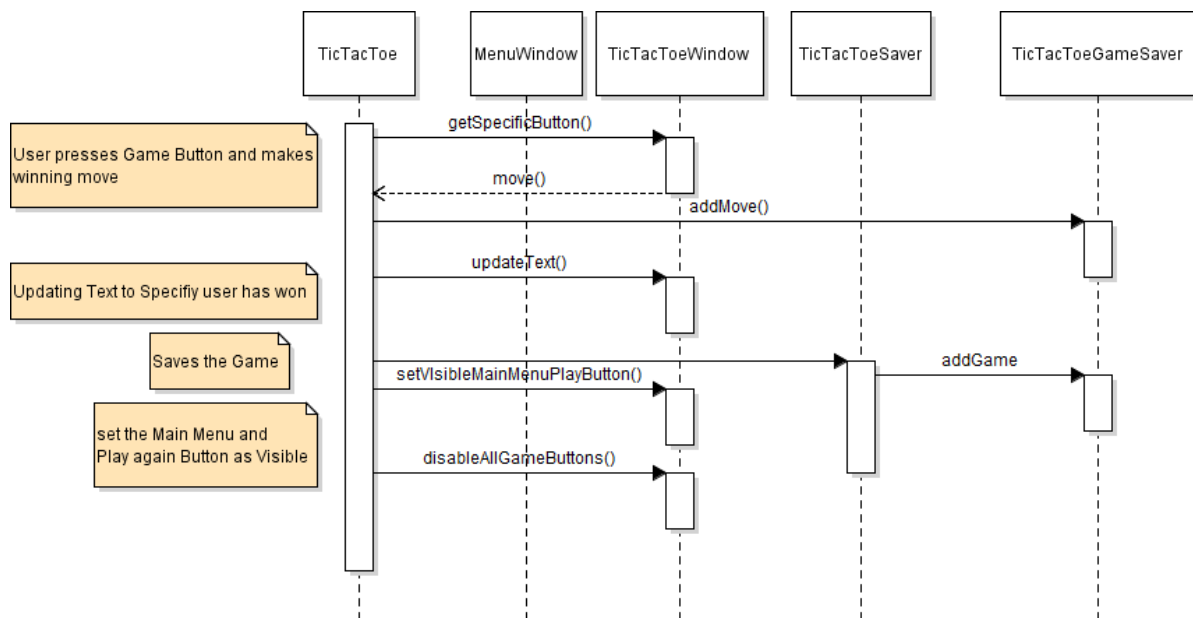 TicTacToe
MenuWindow
TicTacToeWindow
TicTacToeSaver
TicTacToeGameSaver
getSpecificButton()
User presses Game Button and makes
winning move
move()
addMove()
updateText()
Updating Text to Specifiy user has won
Saves the Game
addGame
setVIsibleMainMenuPlayButton()
set the Main Menu and
Play again Button as Visible
disableAllGameButtons()